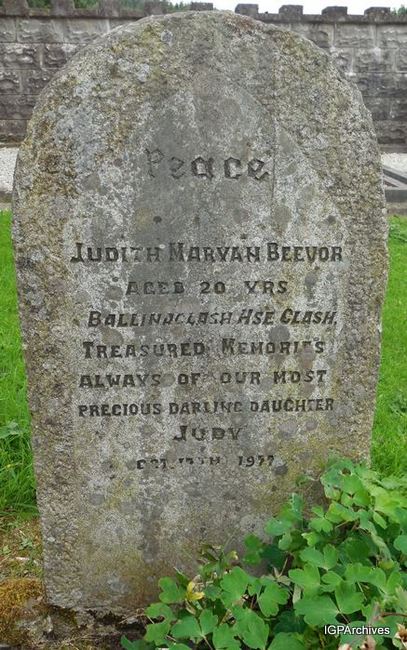 Peace
JUDITH MARYAN BEEVOR
AGED 20 YRS
BALLINACLASH HSE CLASH,
TREASURED MEMORIES
ALWAYS OF OUR MOST
PRECIOUS DARLING DAUGHTER
JUDY
OCT. 17TH 1977
IGPArchives